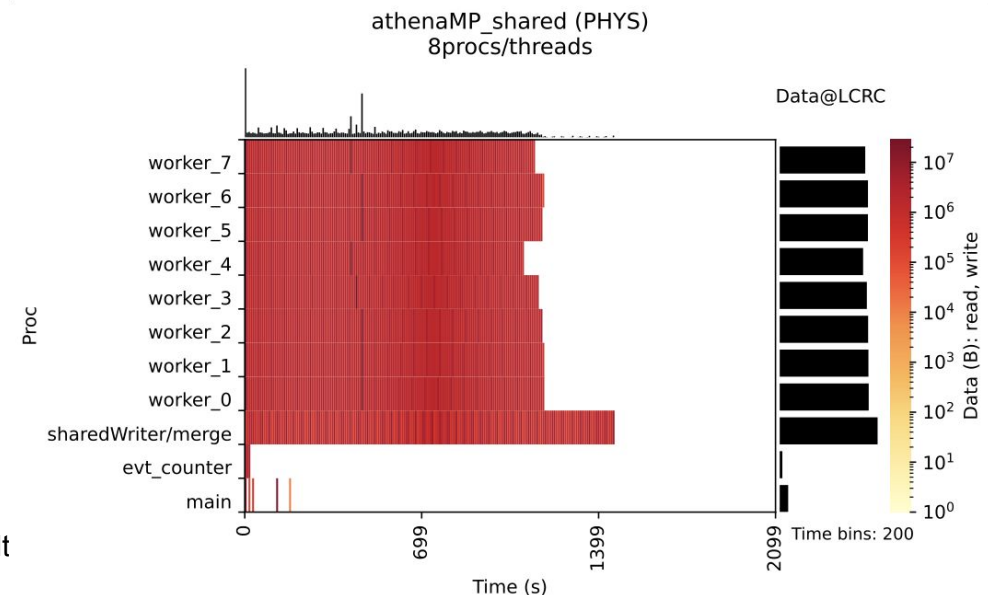 athenaMP_shared (PHYS)
8procs/threads
Data@LCRC
worker_7
worker_6
worker_5
worker_4
worker_3
worker_2
worker_1
worker_0
sharedWriter/merge
evt_counter
main
Proc
0
699
1399
2099
Time (s)
Time bins: 200
10⁷
10⁶
10⁵
10⁴
10³
10²
10¹
10⁰
Data (B): read, write
lt